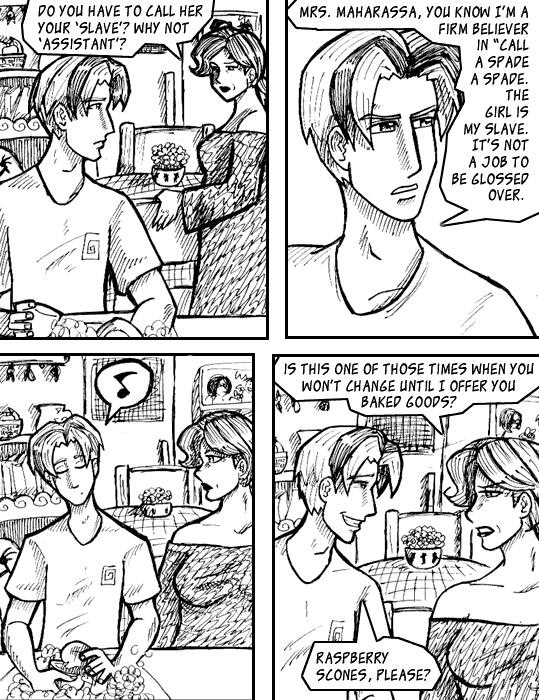 DO YOU HAVE TO CALL HER
YOUR 'SLAVE'? WHY NOT
'ASSISTANT'?
MRS. MAHARASSA, YOU KNOW I'M A
FIRM BELIEVER
IN "CALL
A SPADE
A SPADE.
THE
GIRL IS
MY SLAVE.
IT'S NOT
A JOB TO
BE GLOSSED
OVER.
IS THIS ONE OF THOSE TIMES WHEN YOU
WON'T CHANGE UNTIL I OFFER YOU
BAKED GOODS?
RASPBERRY
SCONES, PLEASE?